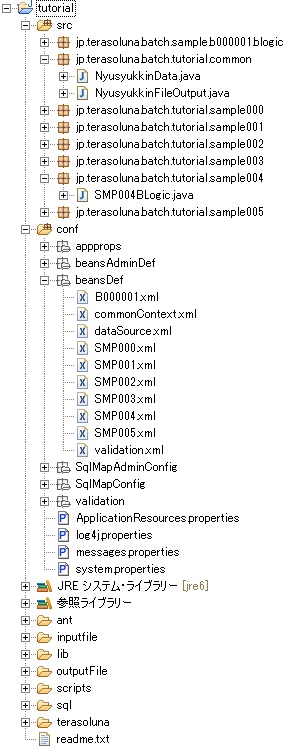 tutorial
src
jp.terasoluna.batch.sample.b000001.blogic
jp.terasoluna.batch.tutorial.common
NyusyukkinData.java
NyusyukkinFileOutput.java
jp.terasoluna.batch.tutorial.sample000
jp.terasoluna.batch.tutorial.sample001
jp.terasoluna.batch.tutorial.sample002
jp.terasoluna.batch.tutorial.sample003
jp.terasoluna.batch.tutorial.sample004
SMP004BLogic.java
jp.terasoluna.batch.tutorial.sample005
conf
appprops
beansAdminDef
beansDef
B000001.xml
commonContext.xml
dataSource.xml
SMP000.xml
SMP001.xml
SMP002.xml
SMP003.xml
SMP004.xml
SMP005.xml
validation.xml
SqlMapAdminConfig
SqlMapConfig
validation
ApplicationResources.properties
log4j.properties
messages.properties
system.properties
JRE システム・ライブラリー [jre6]
参照ライブラリー
ant
inputfile
lib
outputFile
scripts
sql
terasoluna
readme.txt